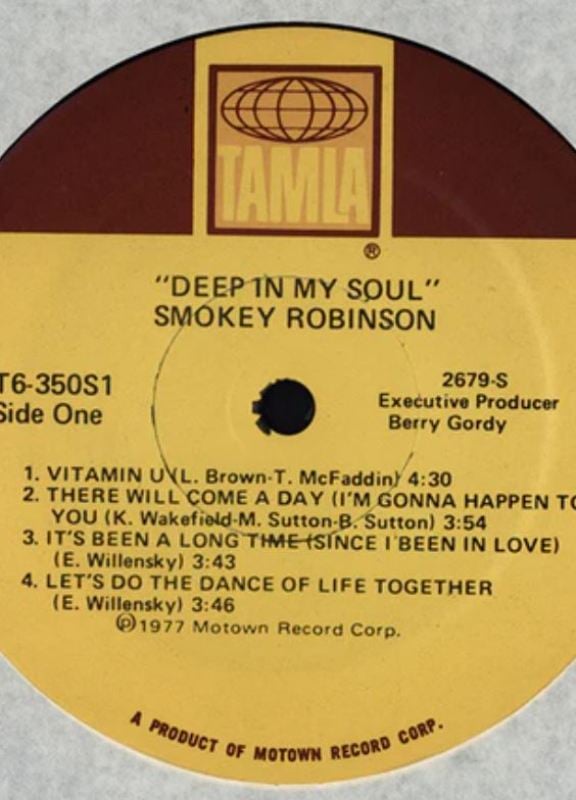 TAMLA
®
"DEEP IN MY SOUL"
SMOKEY ROBINSON
T6-350S1
Side One
2679-S
Executive Producer
Berry Gordy
1. VITAMIN U (L. Brown-T. McFaddin) 4:30
2. THERE WILL COME A DAY (I'M GONNA HAPPEN TO
YOU (K. Wakefield-M. Sutton-B. Sutton) 3:54
3. IT'S BEEN A LONG TIME (SINCE I BEEN IN LOVE)
(E. Willensky) 3:43
4. LET'S DO THE DANCE OF LIFE TOGETHER
(E. Willensky) 3:46
℗1977 Motown Record Corp.
A PRODUCT OF MOTOWN RECORD CORP.